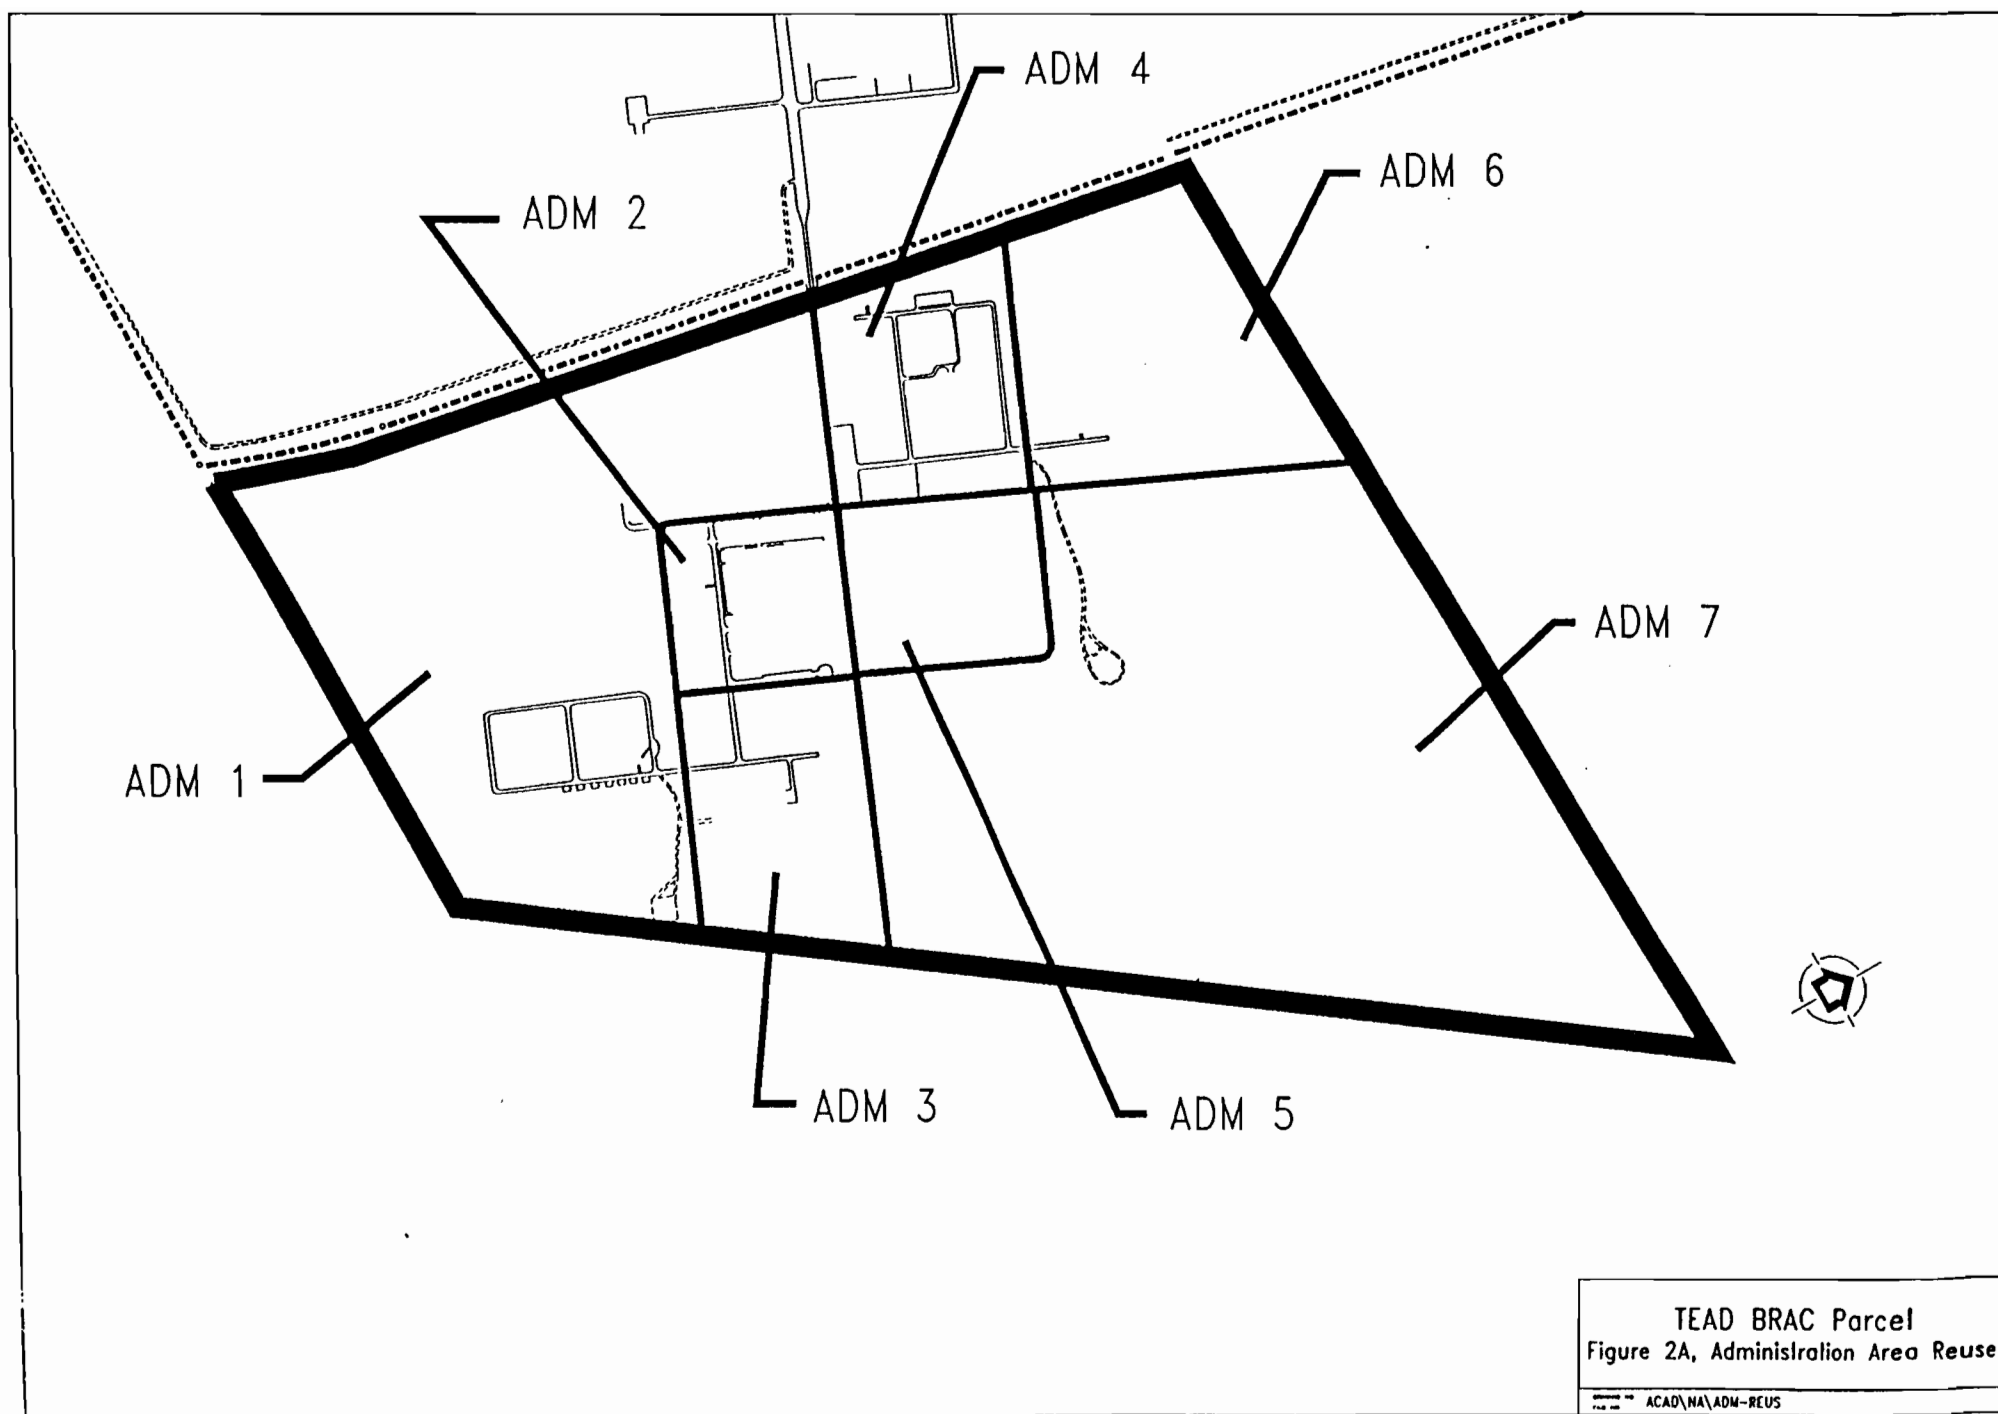 ADM 4
ADM 6
ADM 2
ADM 7
ADM 1
ADM 3
ADM 5
TEAD BRAC Parcel
Figure 2A, Administration Area Reuse
ACAD\NA\ADM-REUS